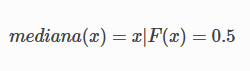 mediana(x) = x|F(x) = 0.5